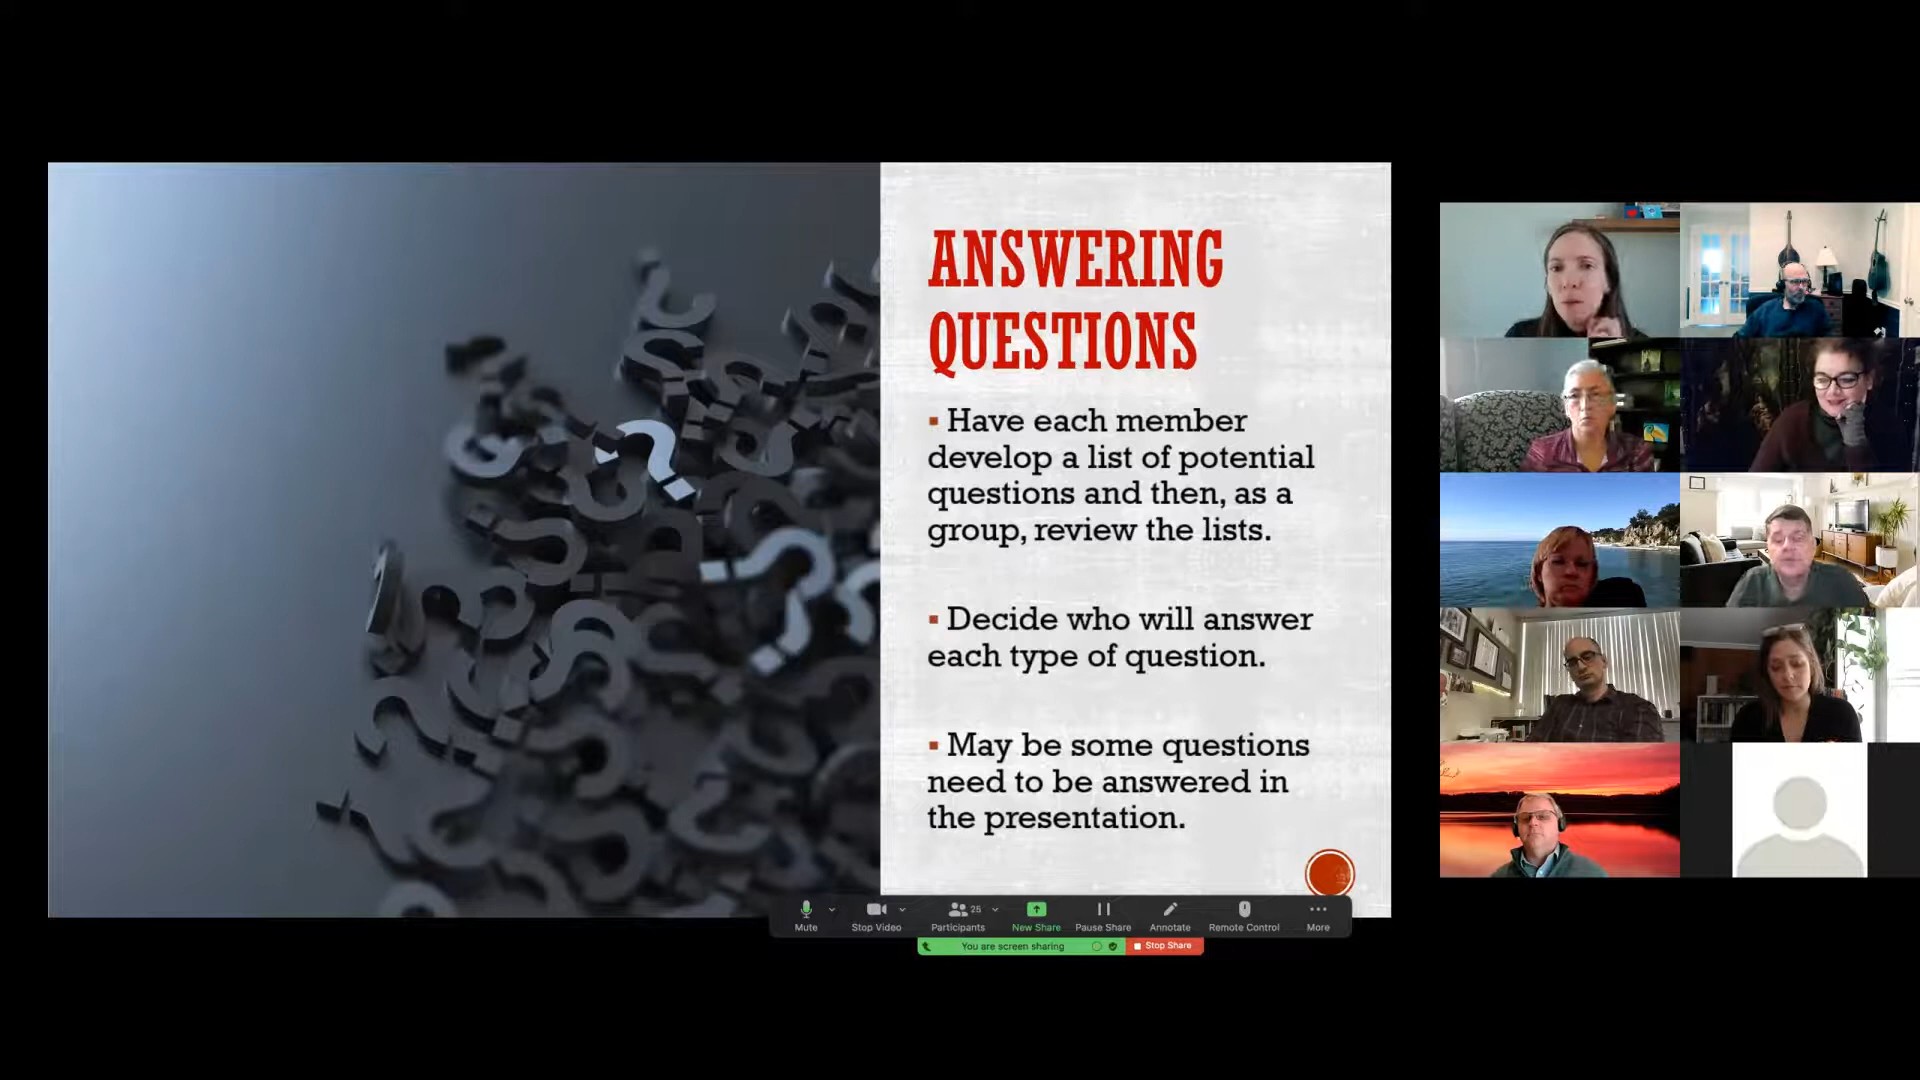 ANSWERING
QUESTIONS
▪ Have each member
develop a list of potential
questions and then, as a
group, review the lists.
▪ Decide who will answer
each type of question.
▪ May be some questions
need to be answered in
the presentation.
25
Mute Stop Video Participants New Share Pause Share Annotate Remote Control More
You are screen sharing Stop Share